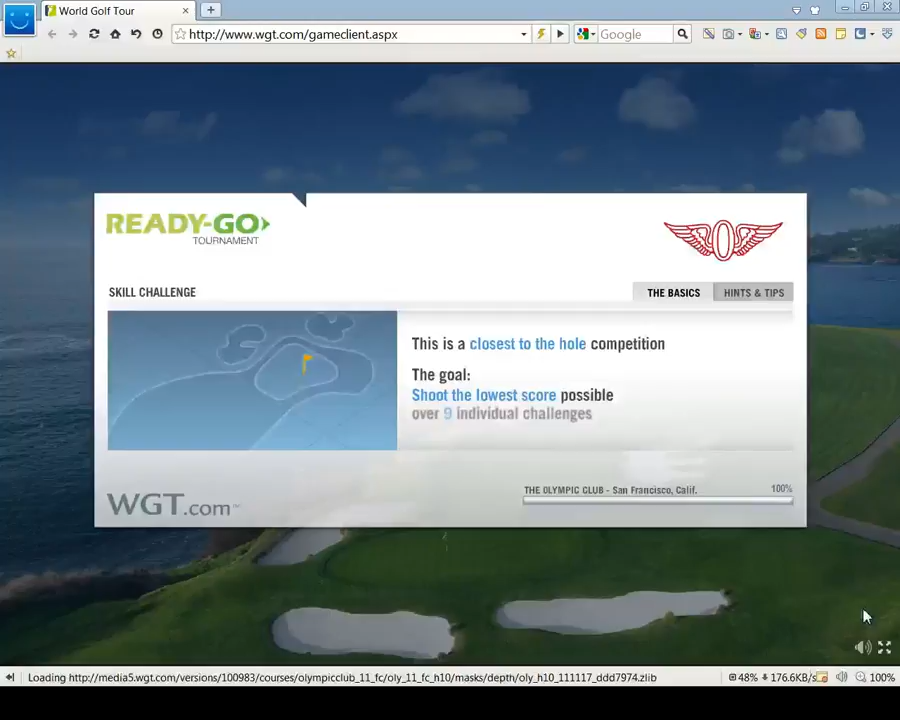 World Golf Tour
http://www.wgt.com/gameclient.aspx
Google
READY-GO
TOURNAMENT
SKILL CHALLENGE
THE BASICS
HINTS & TIPS
This is a closest to the hole competition
The goal:
Shoot the lowest score possible
over 9 individual challenges
WGT.com
THE OLYMPIC CLUB - San Francisco, Calif.
100%
Loading http://media5.wgt.com/versions/100983/courses/olympicclub_11_fc/oly_11_fc_h10/masks/depth/oly_h10_111117_ddd7974.zlib
48%
176.6KB/s
100%